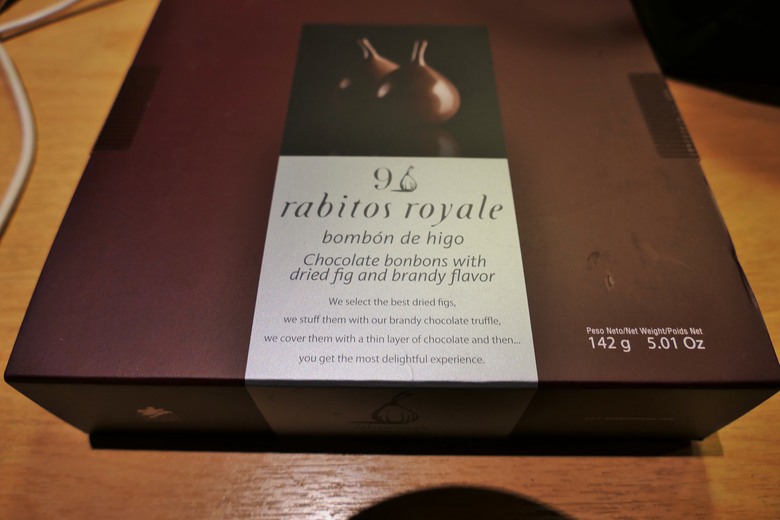 9
rabitos royale
bombón de higo
Chocolate bonbons with
dried fig and brandy flavor
We select the best dried figs,
we stuff them with our brandy chocolate truffle,
we cover them with a thin layer of chocolate and then...
you get the most delightful experience.
Peso Neto/Net Weight/Poids Net
142 g 5.01 Oz